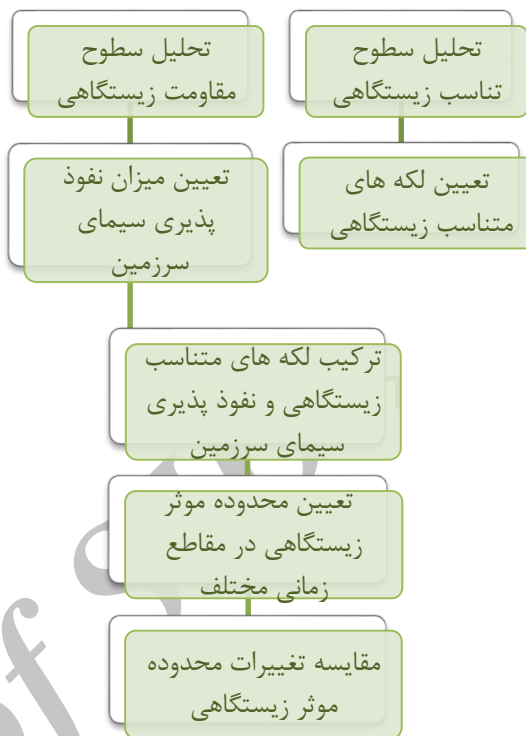 تحلیل سطوح
تناسب زیستگاهی
تحلیل سطوح
مقاومت زیستگاهی
تعیین لکه های
متناسب زیستگاهی
تعیین میزان نفوذ
پذیری سیمای
سرزمین
ترکیب لکه های متناسب
زیستگاهی و نفوذ پذیری
سیمای سرزمین
تعیین محدوده موثر
زیستگاهی در مقاطع
زمانی مختلف
مقایسه تغییرات محدوده
موثر زیستگاهی